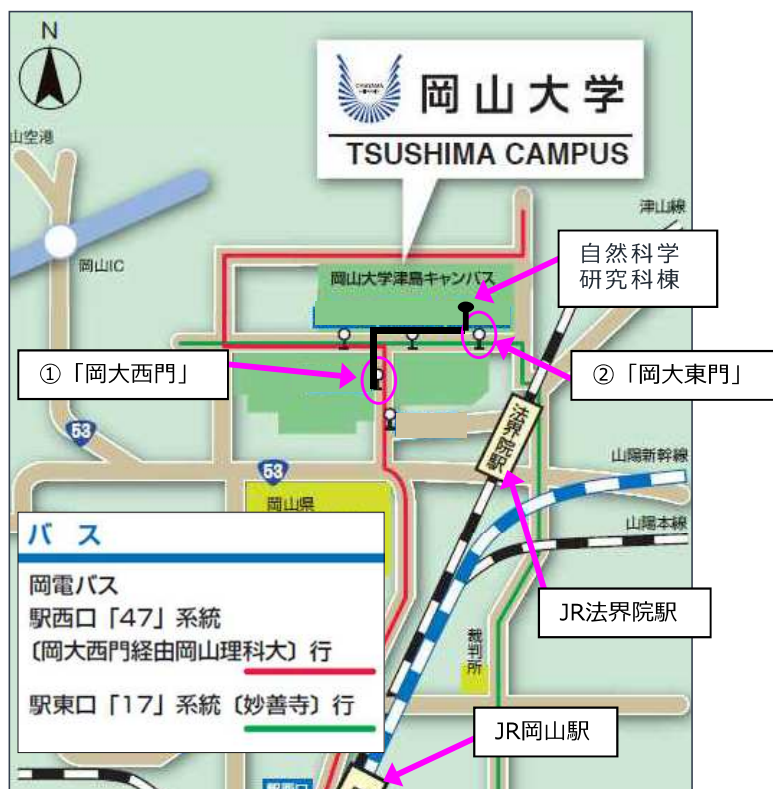 N
岡山大学
TSUSHIMA CAMPUS
山空港
津山線
岡山IC
岡山大学津島キャンパス
自然科学
研究科棟
①「岡大西門」
②「岡大東門」
法界院駅
53
53
山陽新幹線
岡山県
山陽本線
バス
岡電バス
駅西口「47」系統
〔岡大西門経由岡山理科大〕行
駅東口「17」系統〔妙善寺〕行
JR法界院駅
裁判所
JR岡山駅
駅西口